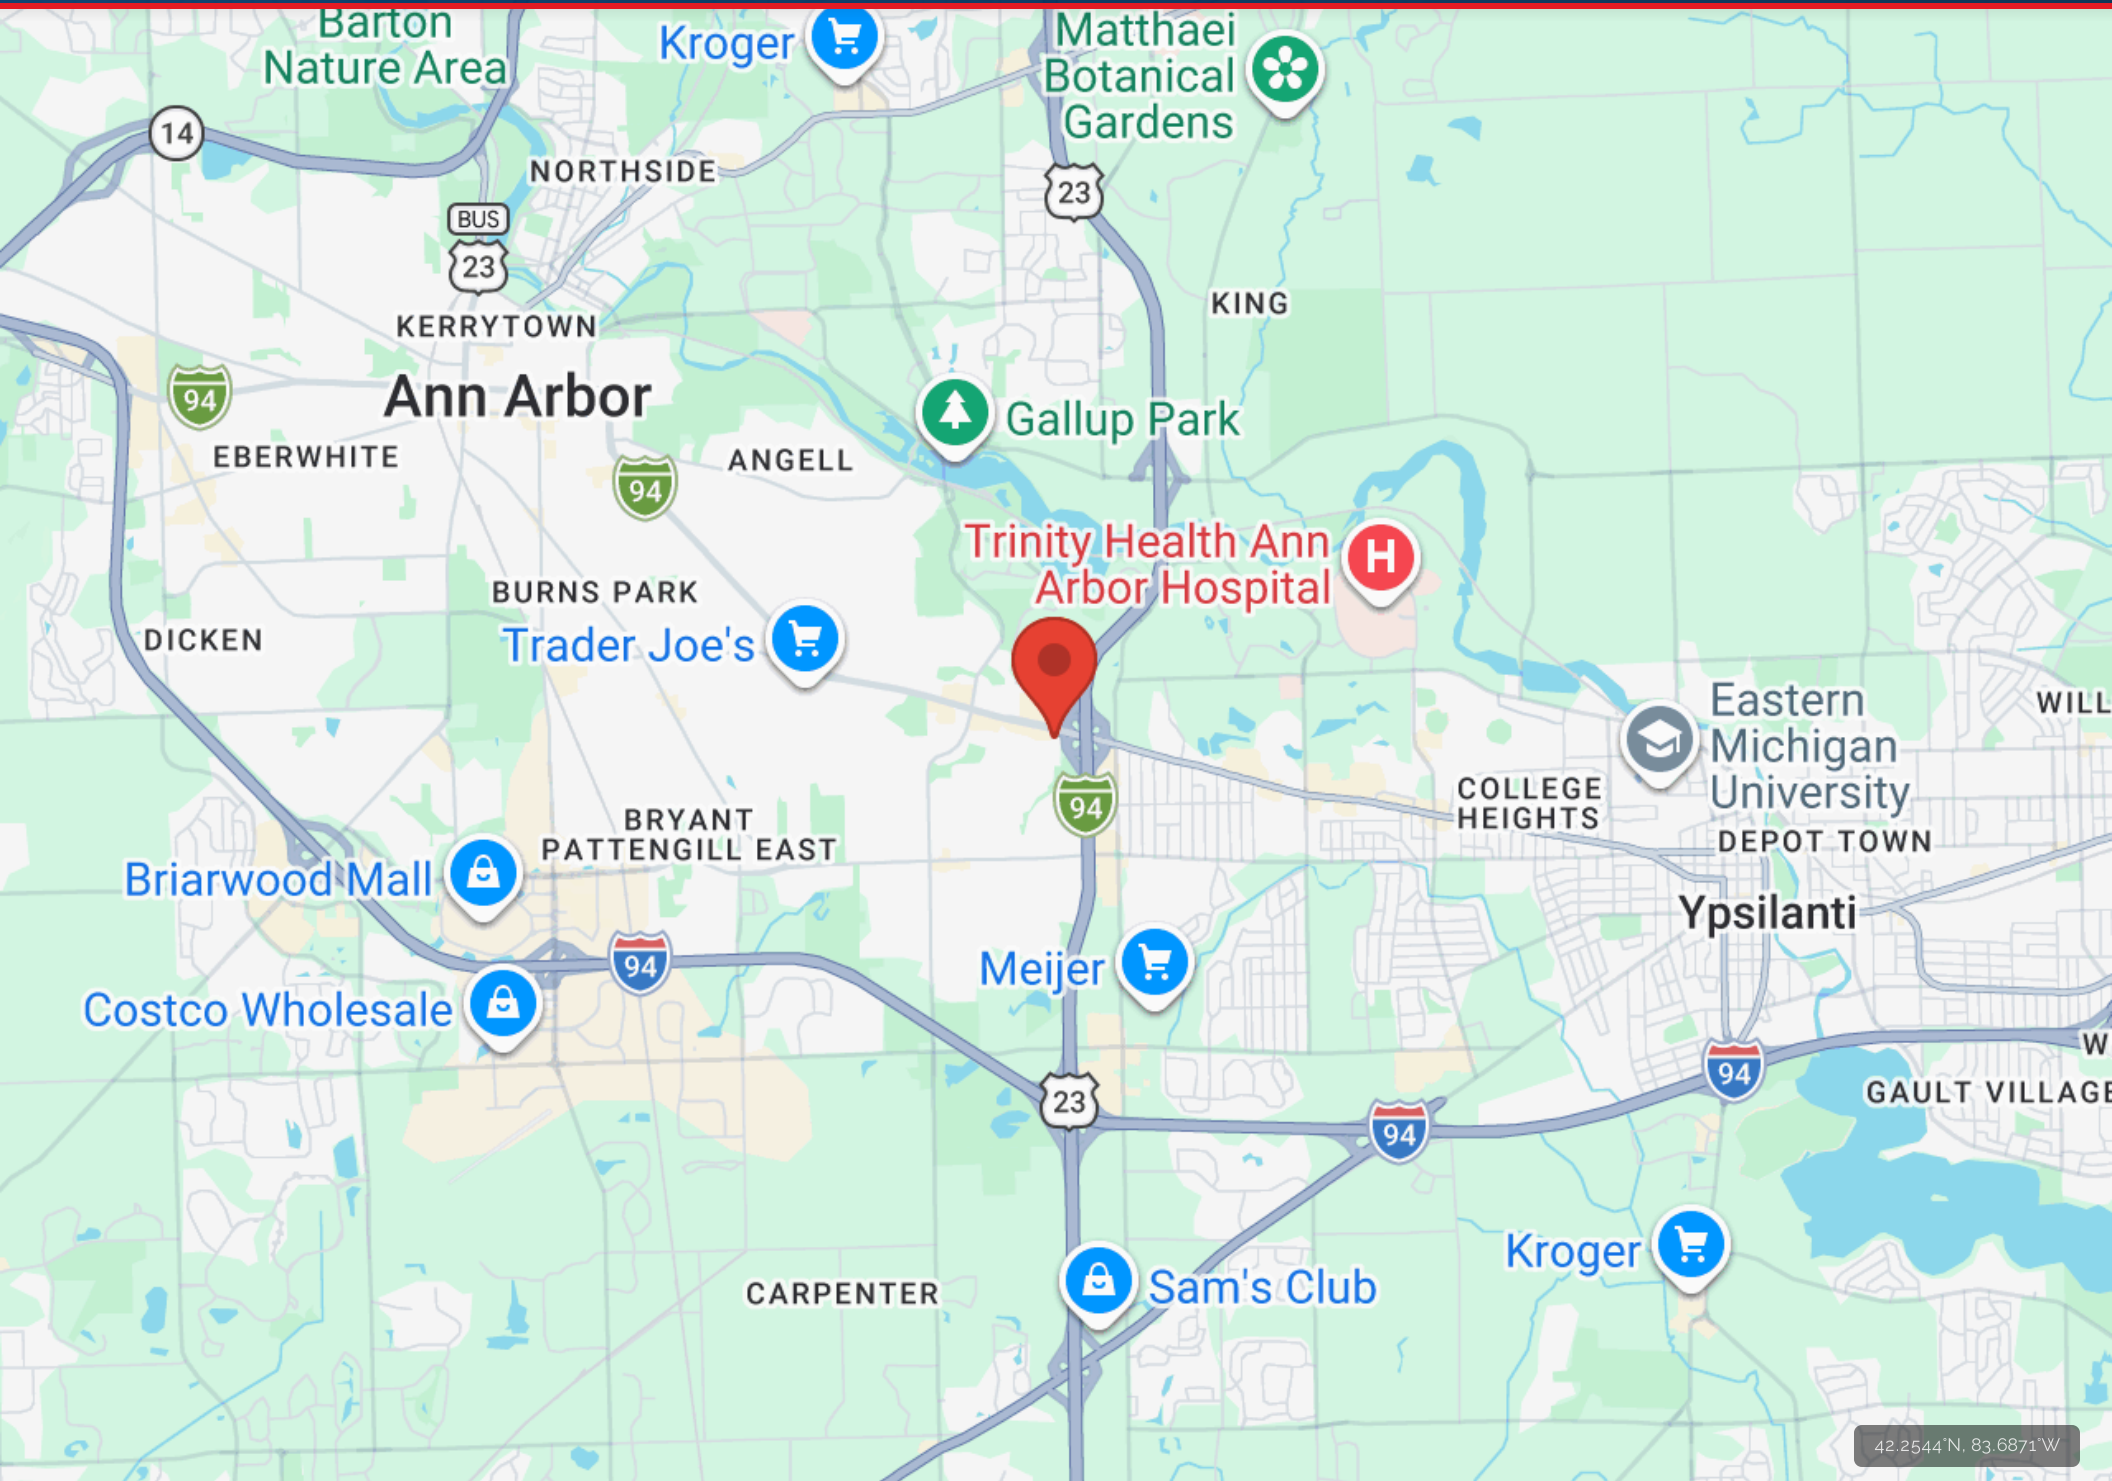 Barton
Nature Area
Kroger
Matthaei
Botanical
Gardens
14
NORTHSIDE
23
BUS
23
KING
KERRYTOWN
94
Ann Arbor
Gallup Park
EBERWHITE
ANGELL
94
Trinity Health Ann
Arbor Hospital
H
BURNS PARK
DICKEN
Trader Joe's
Eastern
Michigan
University
WILL
94
COLLEGE
HEIGHTS
BRYANT
PATTENGILL EAST
DEPOT TOWN
Briarwood Mall
Ypsilanti
94
Meijer
Costco Wholesale
W
94
GAULT VILLAGE
23
94
Kroger
CARPENTER
Sam's Club
42.2544°N, 83.6871°W